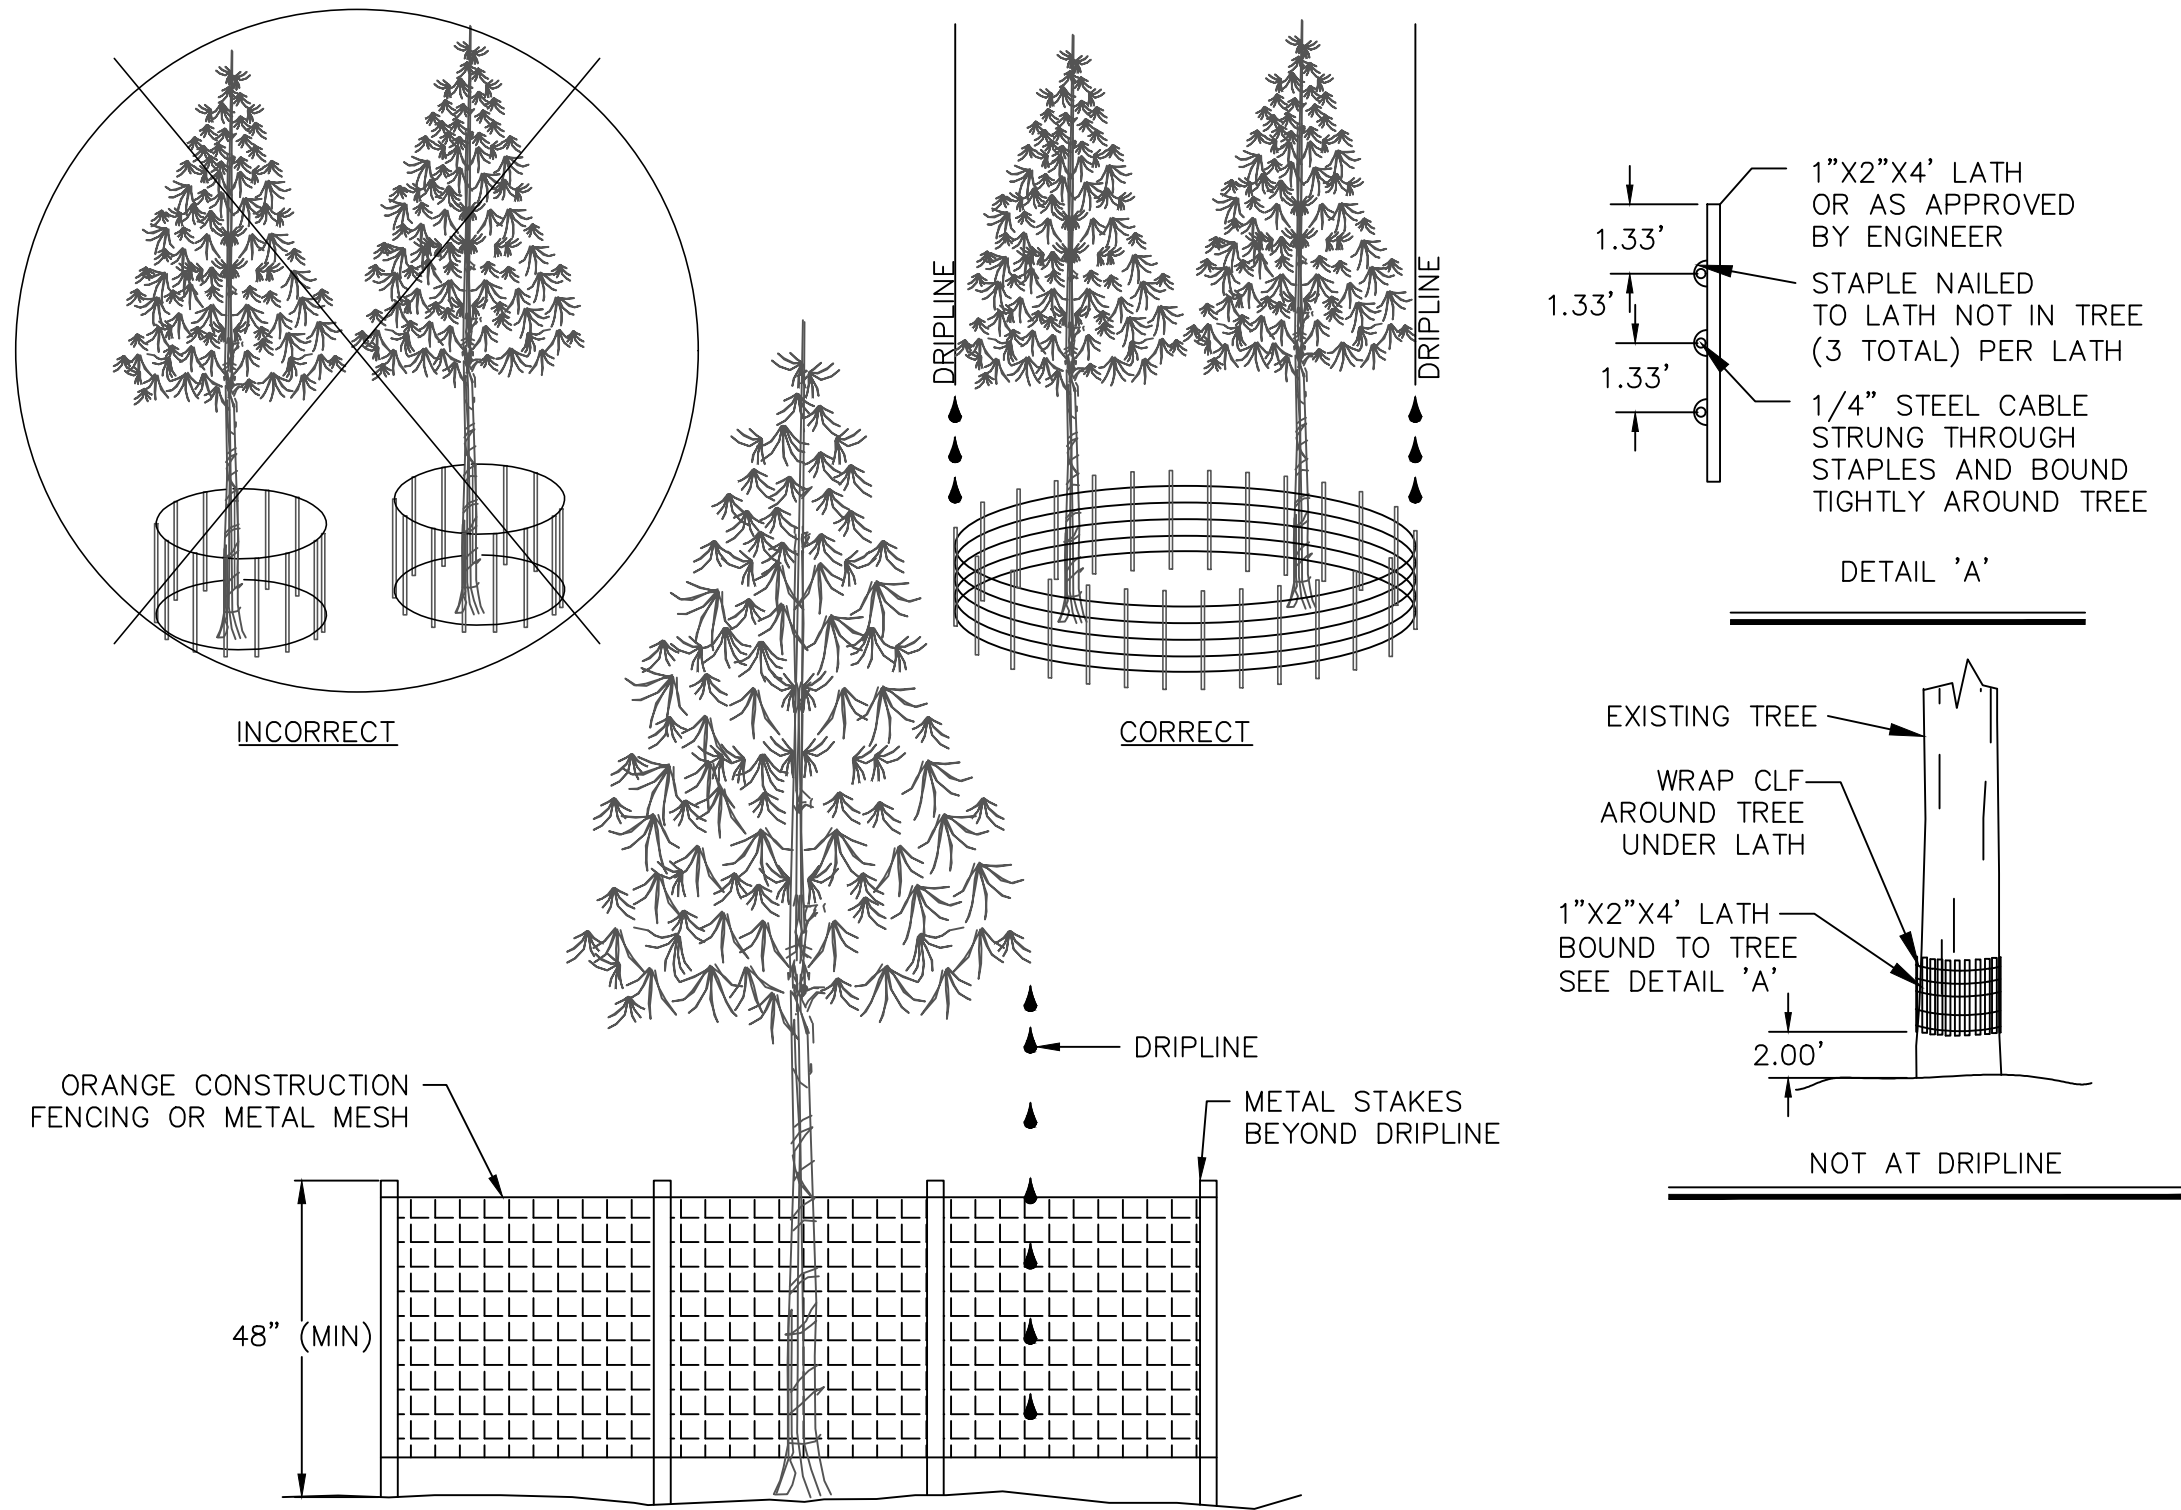 INCORRECT
DRIPLINE
DRIPLINE
CORRECT
1.33'
1.33'
1.33'
1"X2"X4' LATH
OR AS APPROVED
BY ENGINEER
STAPLE NAILED
TO LATH NOT IN TREE
(3 TOTAL) PER LATH
1/4" STEEL CABLE
STRUNG THROUGH
STAPLES AND BOUND
TIGHTLY AROUND TREE
DETAIL 'A'
EXISTING TREE
WRAP CLF
AROUND TREE
UNDER LATH
1"X2"X4' LATH
BOUND TO TREE
SEE DETAIL 'A'
2.00'
NOT AT DRIPLINE
DRIPLINE
ORANGE CONSTRUCTION
FENCING OR METAL MESH
METAL STAKES
BEYOND DRIPLINE
48" (MIN)